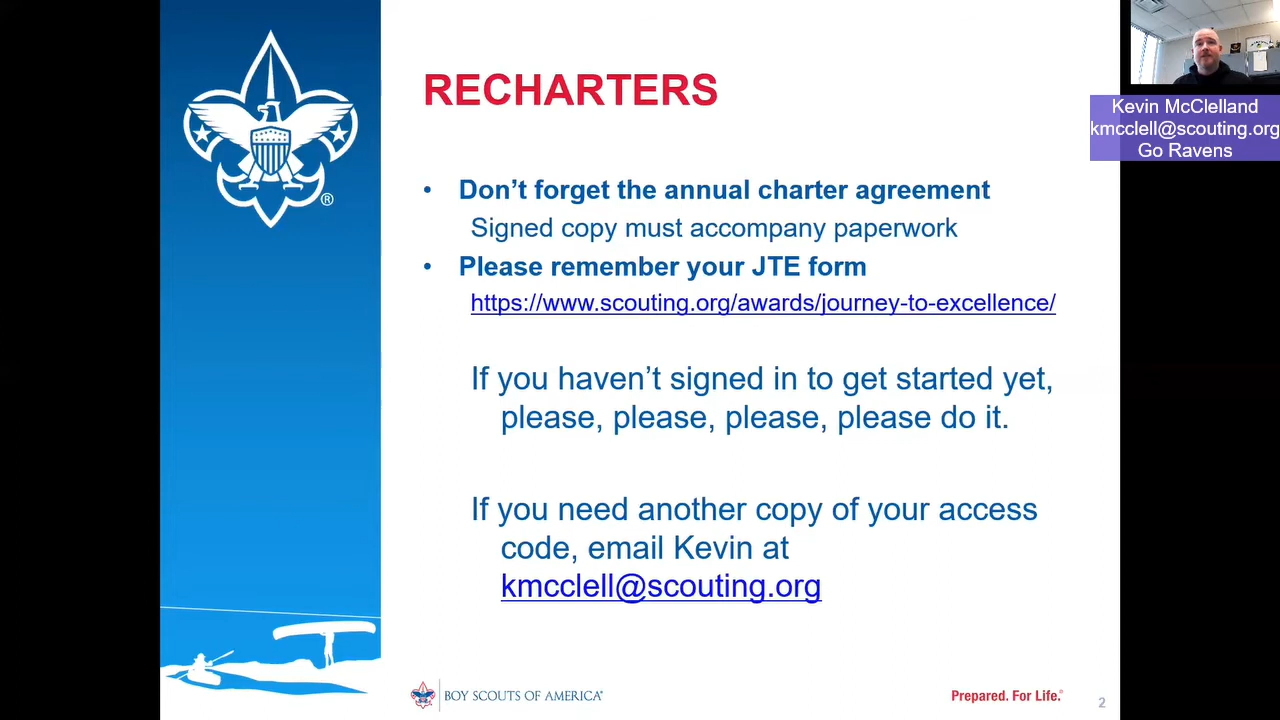 RECHARTERS
Kevin McClelland
kmcclell@scouting.org
Go Ravens
• Don't forget the annual charter agreement
Signed copy must accompany paperwork
• Please remember your JTE form
https://www.scouting.org/awards/journey-to-excellence/
If you haven't signed in to get started yet,
please, please, please, please do it.
If you need another copy of your access
code, email Kevin at
kmcclell@scouting.org
®
BOY SCOUTS OF AMERICA®
Prepared. For Life.®
2